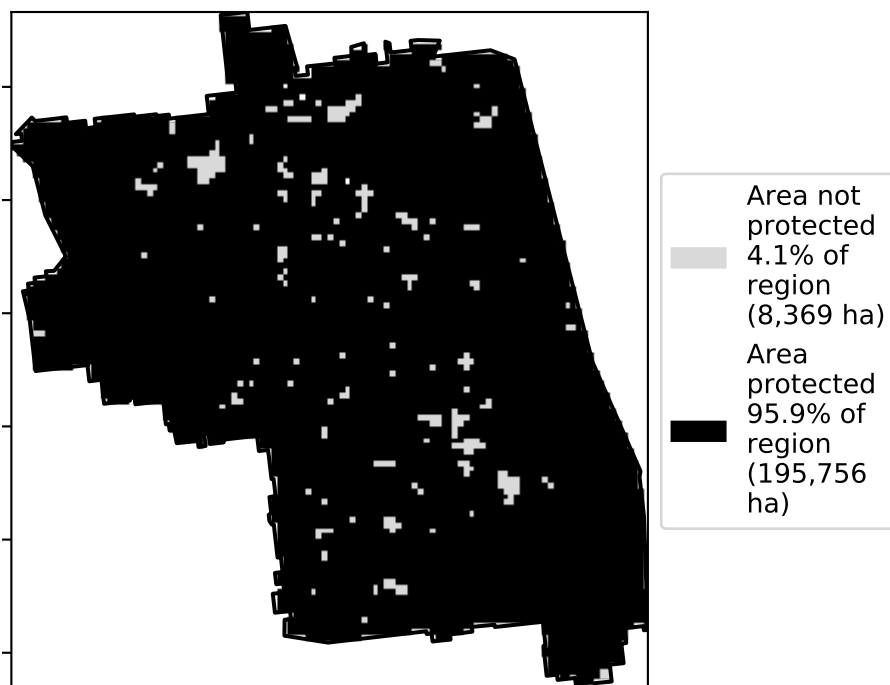 Area not
protected
4.1% of
region
(8,369 ha)
Area
protected
95.9% of
region
(195,756
ha)